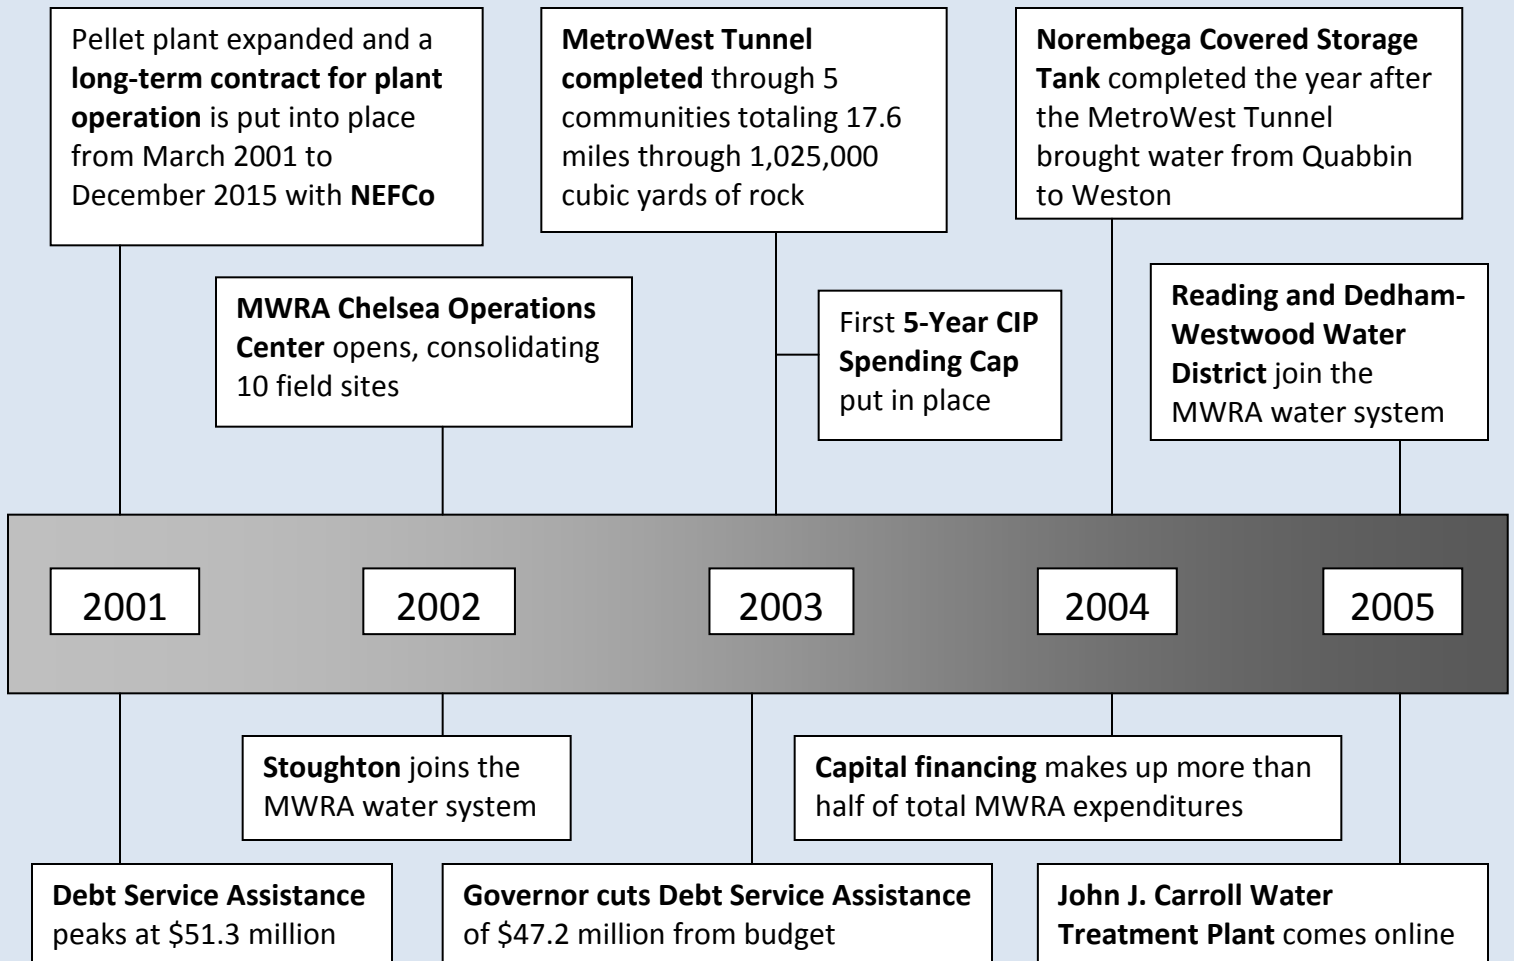 Pellet plant expanded and a
long-term contract for plant
operation is put into place
from March 2001 to
December 2015 with NEFCo
MetroWest Tunnel
completed through 5
communities totaling 17.6
miles through 1,025,000
cubic yards of rock
Norembega Covered Storage
Tank completed the year after
the MetroWest Tunnel
brought water from Quabbin
to Weston
MWRA Chelsea Operations
Center opens, consolidating
10 field sites
First 5-Year CIP
Spending Cap
put in place
Reading and Dedham-
Westwood Water
District join the
MWRA water system
2001
2002
2003
2004
2005
Stoughton joins the
MWRA water system
Capital financing makes up more than
half of total MWRA expenditures
Debt Service Assistance
peaks at $51.3 million
Governor cuts Debt Service Assistance
of $47.2 million from budget
John J. Carroll Water
Treatment Plant comes online